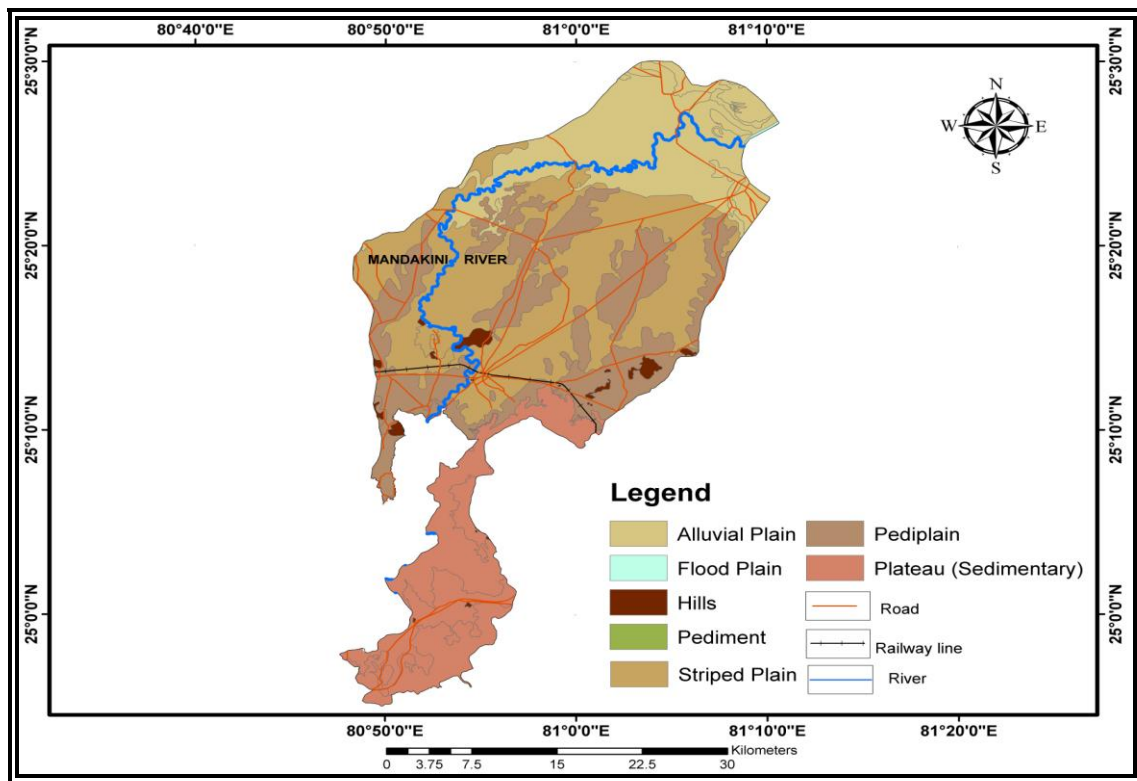 80°40'0"E 80°50'0"E 81°0'0"E 81°10'0"E
25°30'0"N 25°30'0"N
N
W E
S
25°20'0"N 25°20'0"N
MANDAKINI RIVER
25°10'0"N 25°10'0"N
Legend
Alluvial Plain Pediplain
Flood Plain Plateau (Sedimentary)
Hills Road
Pediment Railway line
Striped Plain River
25°0'0"N 25°0'0"N
80°50'0"E 81°0'0"E 81°10'0"E 81°20'0"E
Kilometers
0 3.75 7.5 15 22.5 30